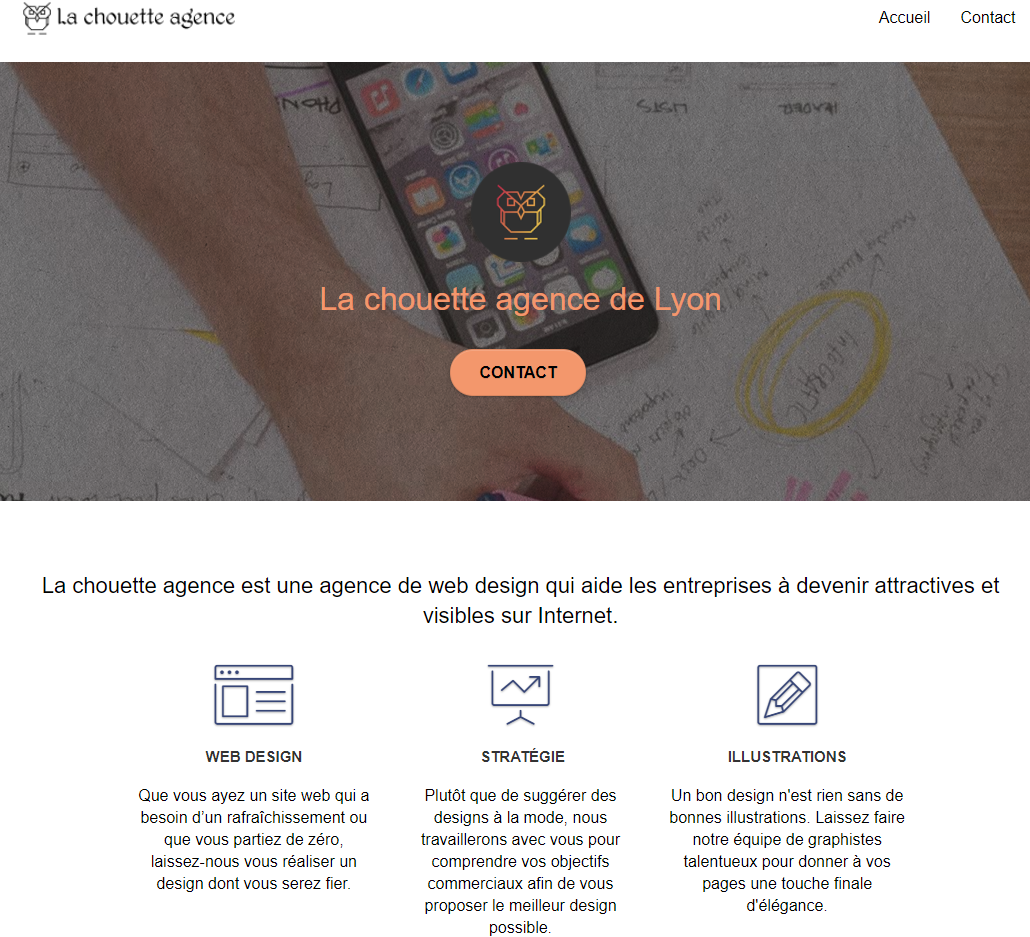 La chouette agence
Accueil Contact
LISTS
HEADER
La chouette agence de Lyon
CONTACT
La chouette agence est une agence de web design qui aide les entreprises à devenir attractives et
visibles sur Internet.
WEB DESIGN
Que vous ayez un site web qui a
besoin d’un rafraîchissement ou
que vous partiez de zéro,
laissez-nous vous réaliser un
design dont vous serez fier.
STRATÉGIE
Plutôt que de suggérer des
designs à la mode, nous
travaillerons avec vous pour
comprendre vos objectifs
commerciaux afin de vous
proposer le meilleur design
possible.
ILLUSTRATIONS
Un bon design n'est rien sans de
bonnes illustrations. Laissez faire
notre équipe de graphistes
talentueux pour donner à vos
pages une touche finale
d'élégance.